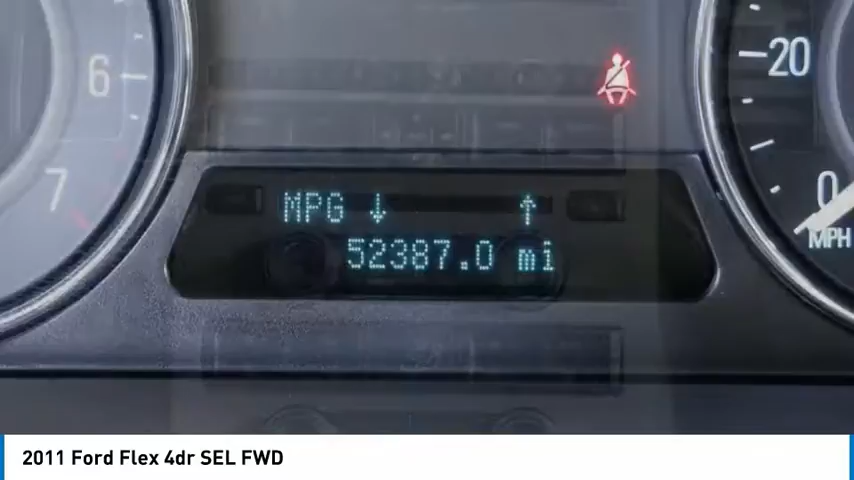 6
7
20
0
MPH
MPG ↓ ↑
52387.0 mi
2011 Ford Flex 4dr SEL FWD